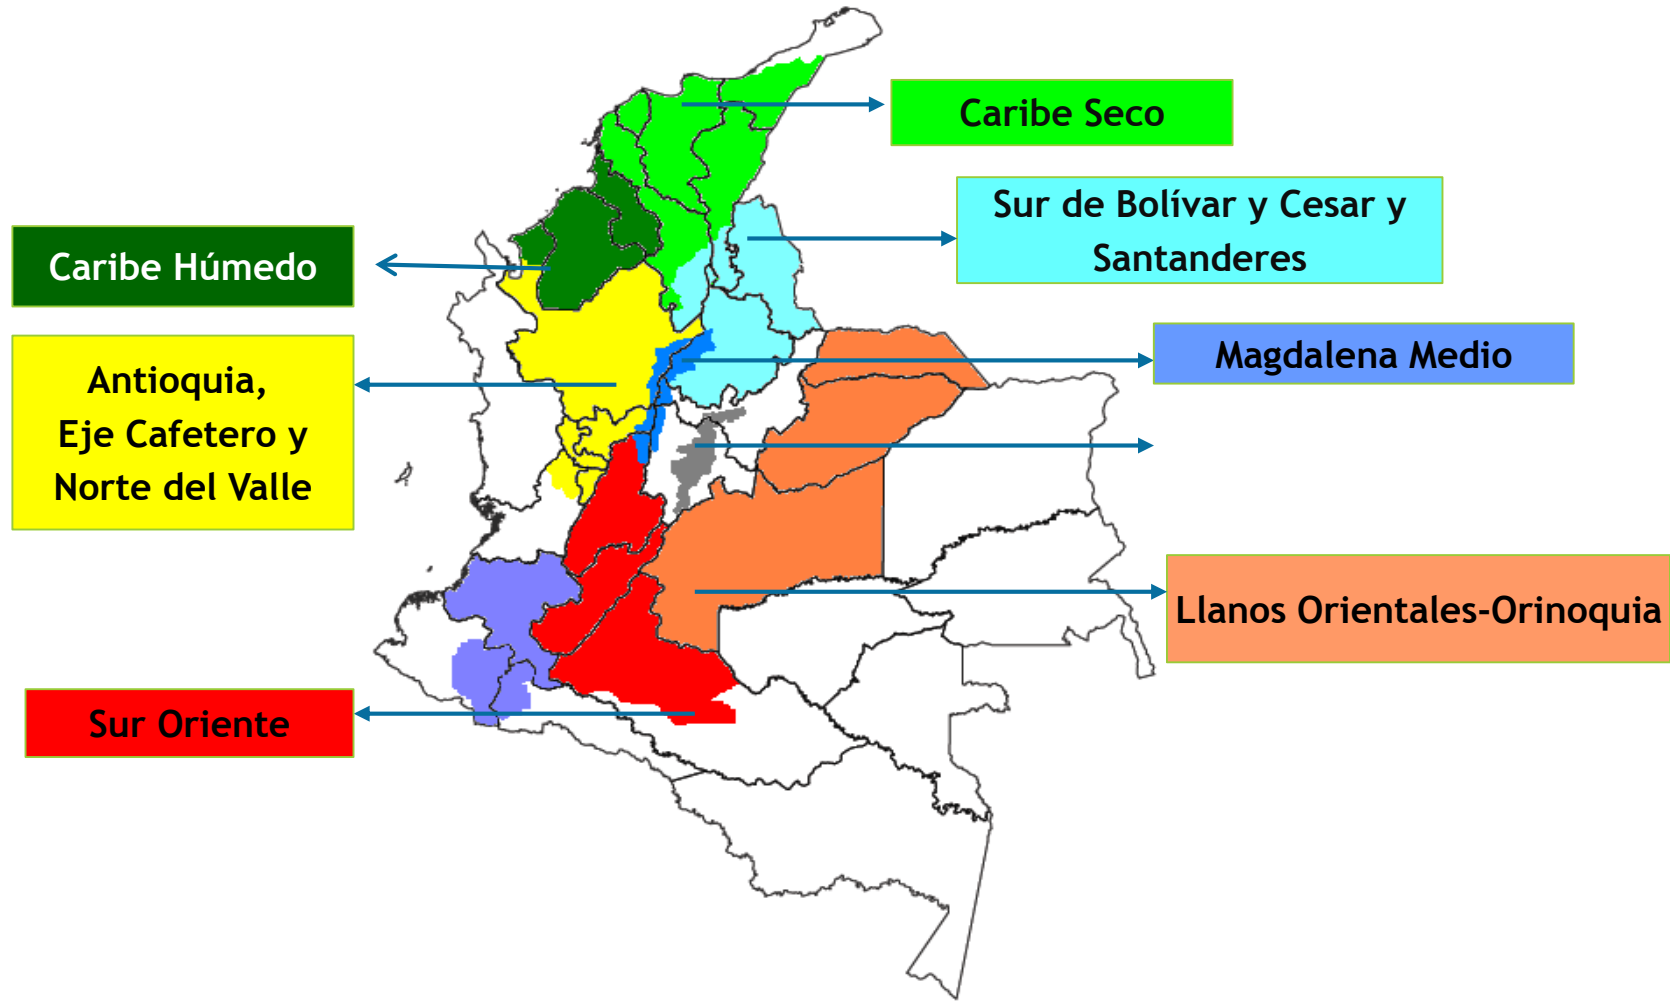 Caribe Seco
Sur de Bolívar y Cesar y
Santanderes
Caribe Húmedo
Antioquia,
Eje Cafetero y
Norte del Valle
Magdalena Medio
Llanos Orientales-Orinoquia
Sur Oriente